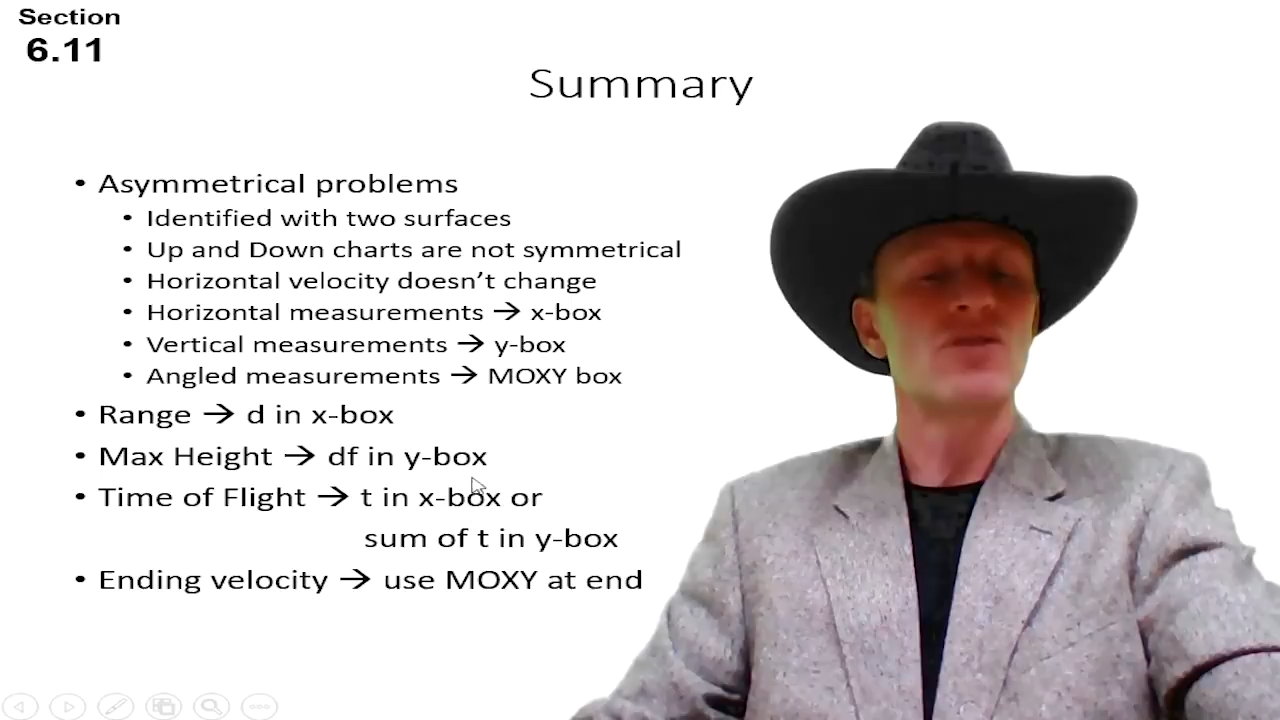 Section
6.11
Summary
• Asymmetrical problems
• Identified with two surfaces
• Up and Down charts are not symmetrical
• Horizontal velocity doesn’t change
• Horizontal measurements → x-box
• Vertical measurements → y-box
• Angled measurements → MOXY box
• Range → d in x-box
• Max Height → df in y-box
• Time of Flight → t in x-box or
sum of t in y-box
• Ending velocity → use MOXY at end